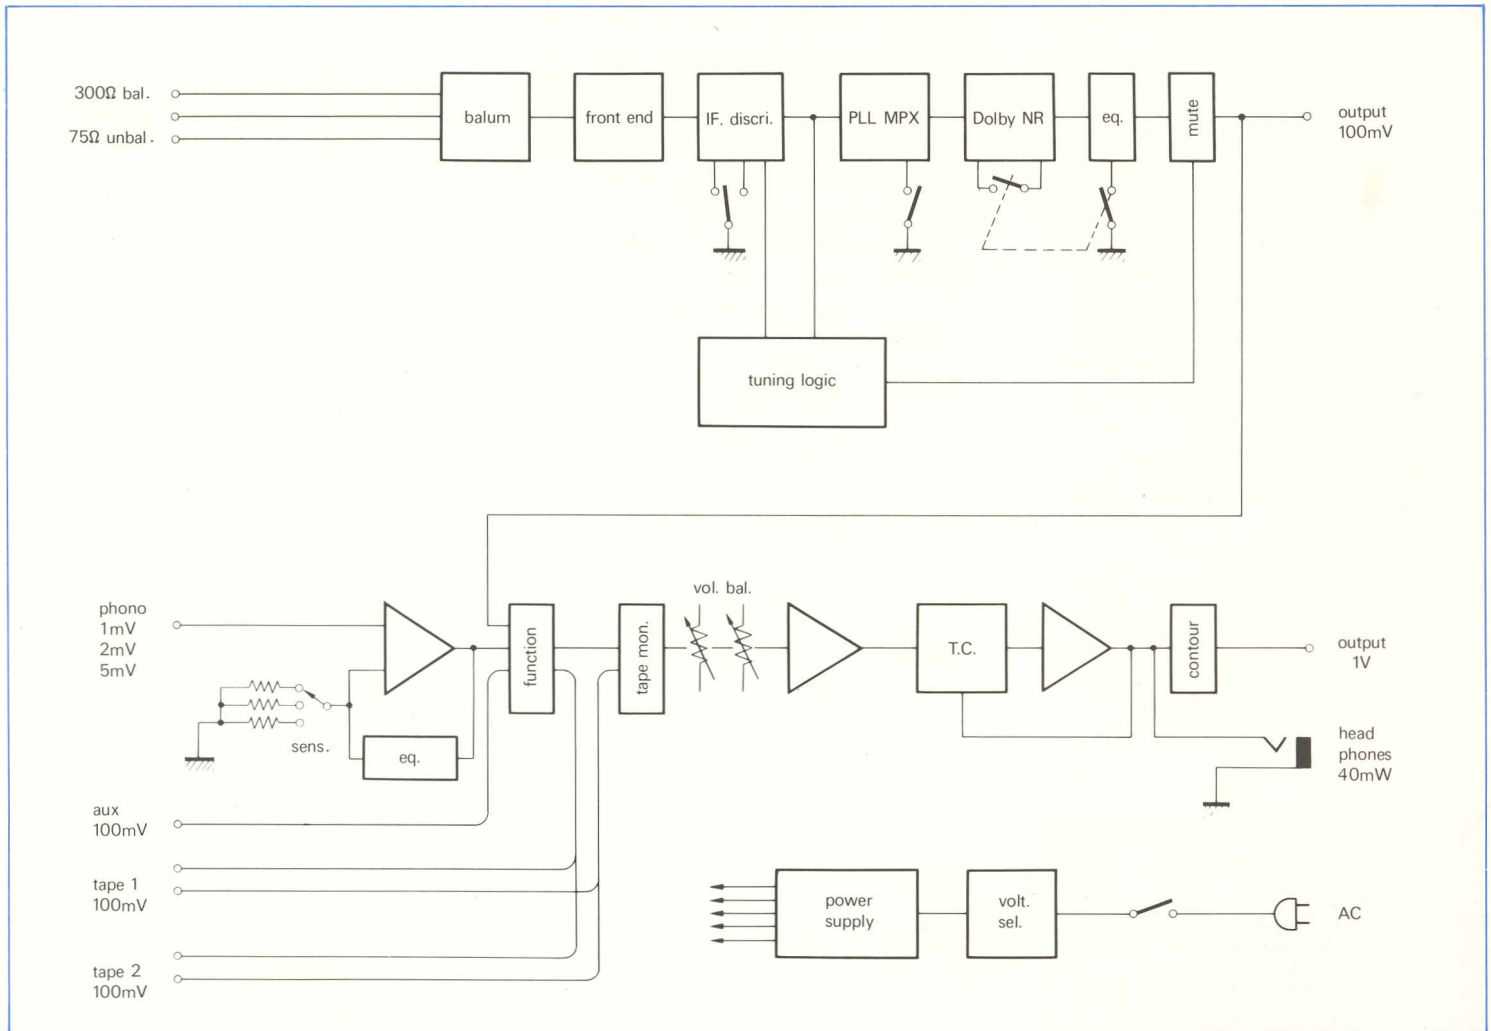 300Ω bal.
75Ω unbal.
balum
front end
IF. discri.
PLL MPX
Dolby NR
eq.
mute
output
100mV
tuning logic
phono
1mV
2mV
5mV
sens.
eq.
function
tape mon.
vol. bal.
T.C.
contour
output
1V
head
phones
40mW
aux
100mV
tape 1
100mV
tape 2
100mV
power
supply
volt.
sel.
AC